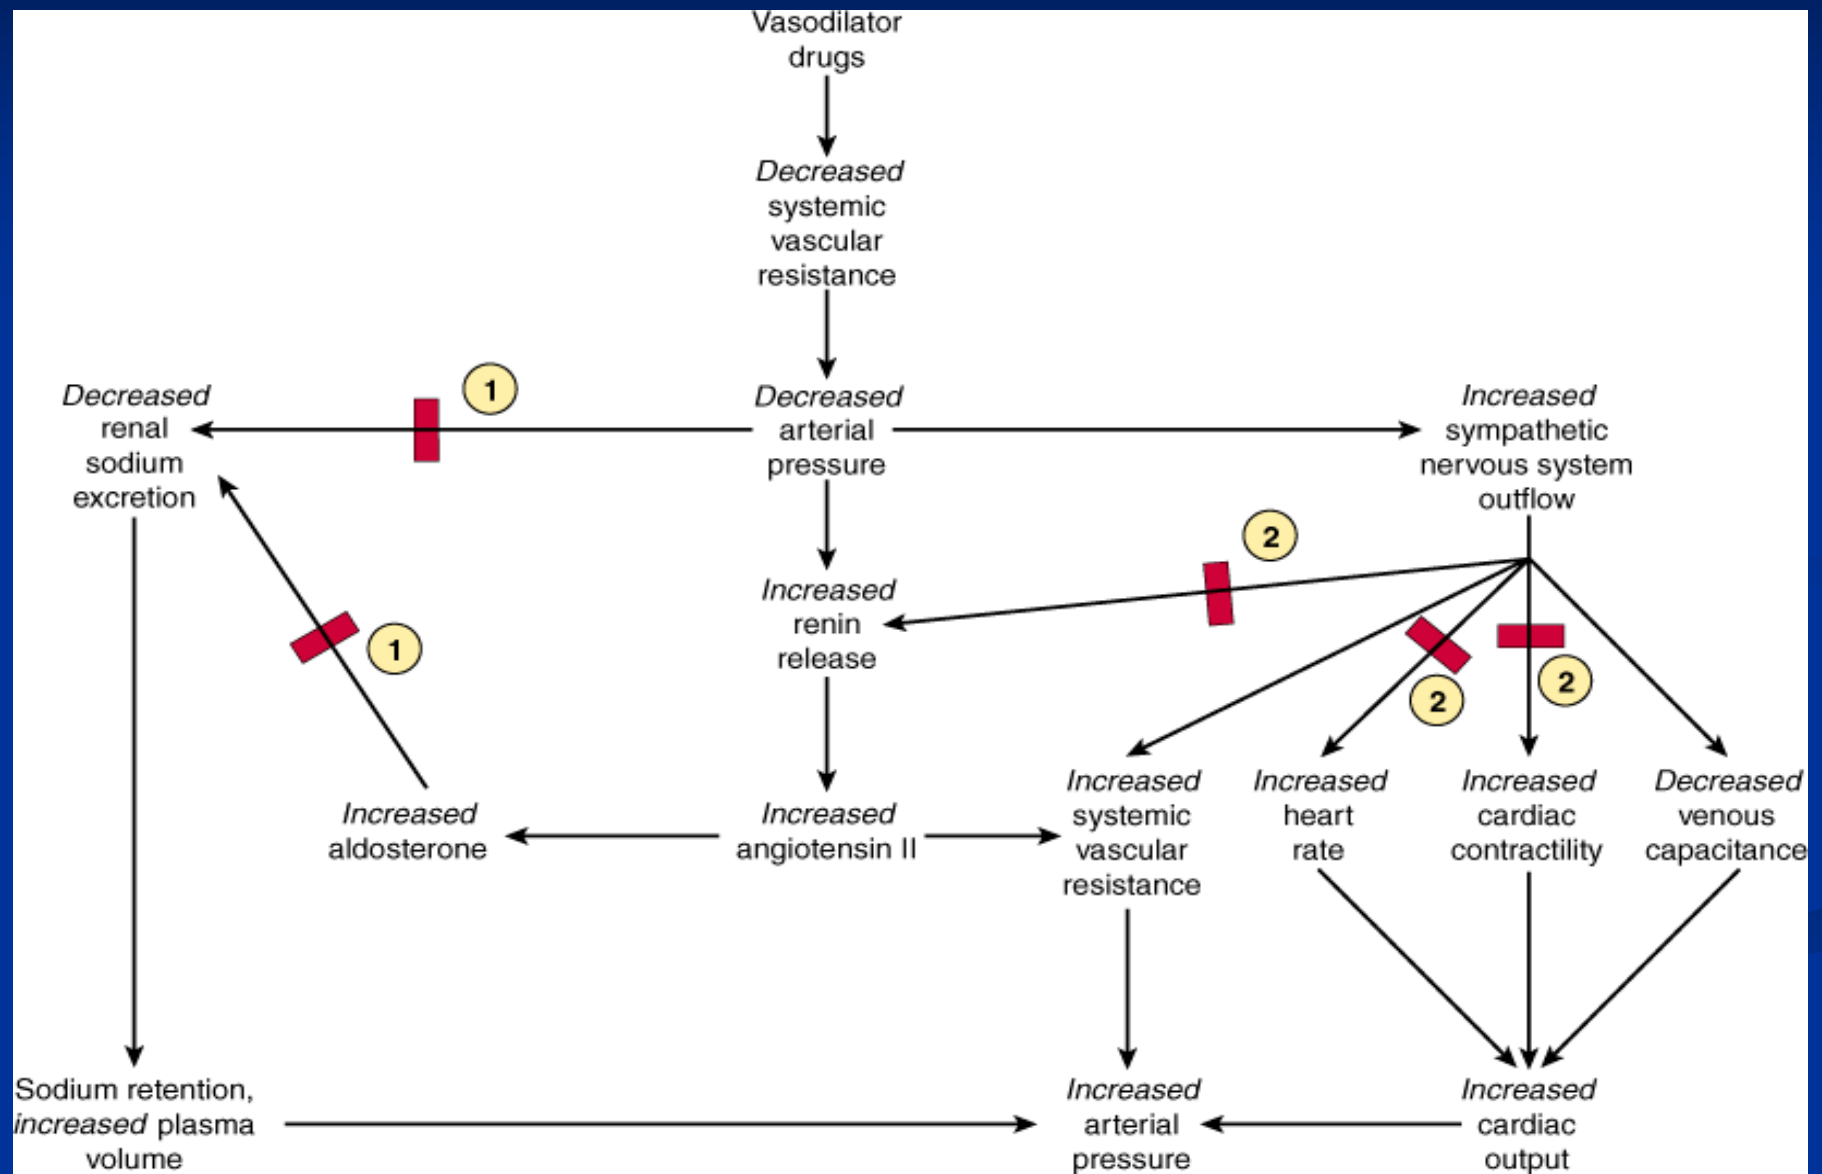 Vasodilator
drugs
Decreased
systemic
vascular
resistance
Decreased
renal
sodium
excretion
1
Decreased
arterial
pressure
Increased
sympathetic
nervous system
outflow
2
Increased
renin
release
1
2
2
Increased
aldosterone
Increased
angiotensin II
Increased
systemic
vascular
resistance
Increased
heart
rate
Increased
cardiac
contractility
Decreased
venous
capacitance
Sodium retention,
increased plasma
volume
Increased
arterial
pressure
Increased
cardiac
output